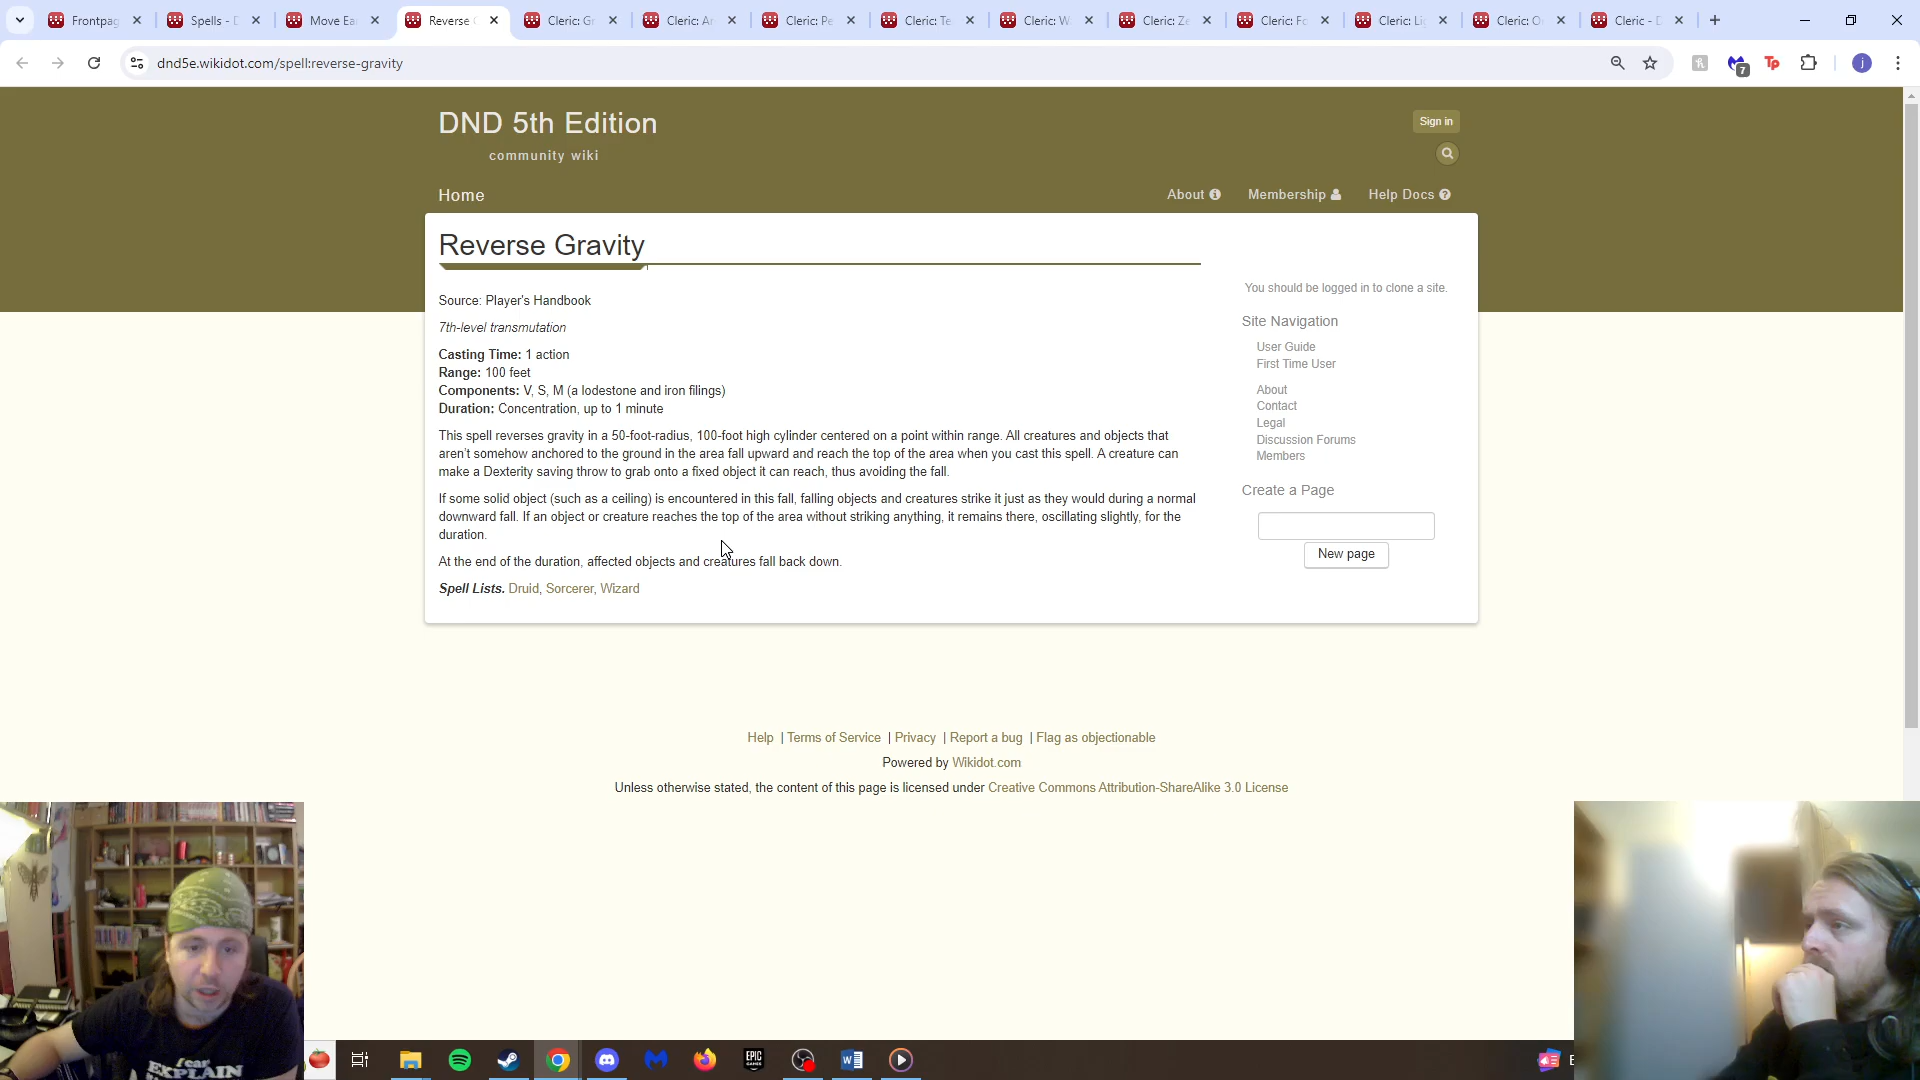 Frontpag
Spells - D
Move Ea
Reverse G
Cleric: Gr
Cleric: Ar
Cleric: Pe
Cleric: Te
Cleric: W
Cleric: Ze
Cleric: Fo
Cleric: Lig
Cleric: O
Cleric - D
dnd5e.wikidot.com/spell:reverse-gravity
7
Tp
j
DND 5th Edition
community wiki
Sign in
Home
About
Membership
Help Docs
Reverse Gravity
Source: Player's Handbook
7th-level transmutation
Casting Time: 1 action
Range: 100 feet
Components: V, S, M (a lodestone and iron filings)
Duration: Concentration, up to 1 minute
This spell reverses gravity in a 50-foot-radius, 100-foot high cylinder centered on a point within range. All creatures and objects that
aren't somehow anchored to the ground in the area fall upward and reach the top of the area when you cast this spell. A creature can
make a Dexterity saving throw to grab onto a fixed object it can reach, thus avoiding the fall.
If some solid object (such as a ceiling) is encountered in this fall, falling objects and creatures strike it just as they would during a normal
downward fall. If an object or creature reaches the top of the area without striking anything, it remains there, oscillating slightly, for the
duration.
At the end of the duration, affected objects and creatures fall back down.
Spell Lists. Druid, Sorcerer, Wizard
You should be logged in to clone a site.
Site Navigation
User Guide
First Time User
About
Contact
Legal
Discussion Forums
Members
Create a Page
New page
Help | Terms of Service | Privacy | Report a bug | Flag as objectionable
Powered by Wikidot.com
Unless otherwise stated, the content of this page is licensed under Creative Commons Attribution-ShareAlike 3.0 License
I can
EXPLAIN
EPIC
GAMES
E